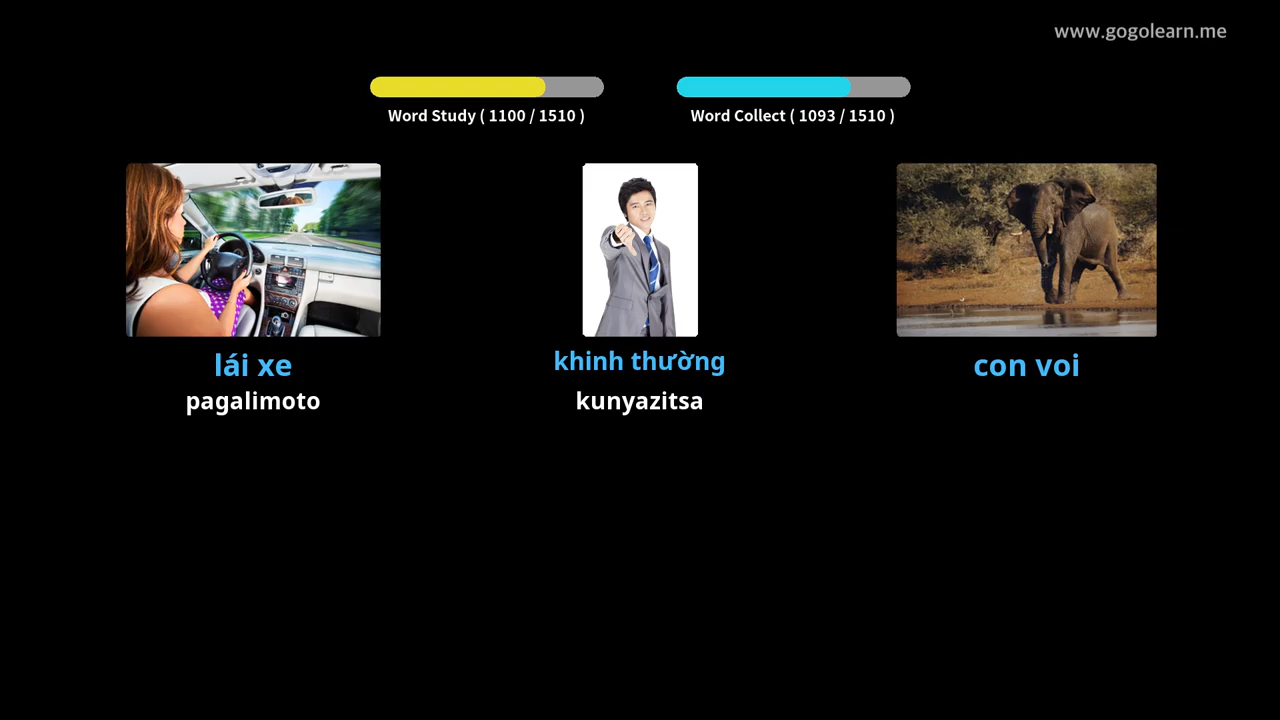 www.gogolearn.me
Word Study ( 1100 / 1510 )
Word Collect ( 1093 / 1510 )
lái xe
pagalimoto
khinh thường
kunyazitsa
con voi